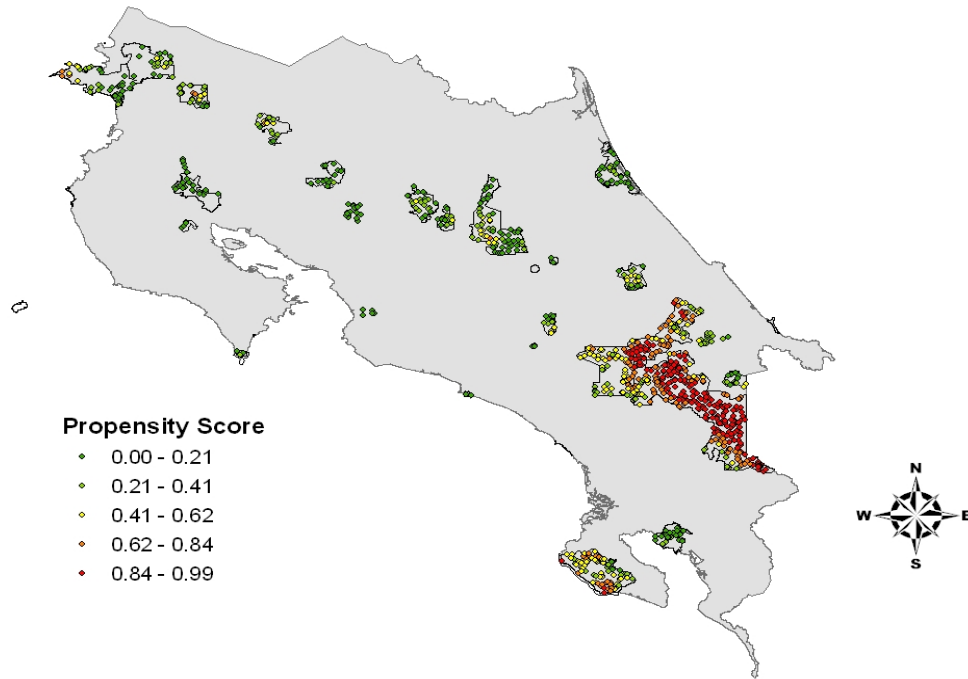 Propensity Score
0.00 - 0.21
0.21 - 0.41
0.41 - 0.62
0.62 - 0.84
0.84 - 0.99
N
W E
S